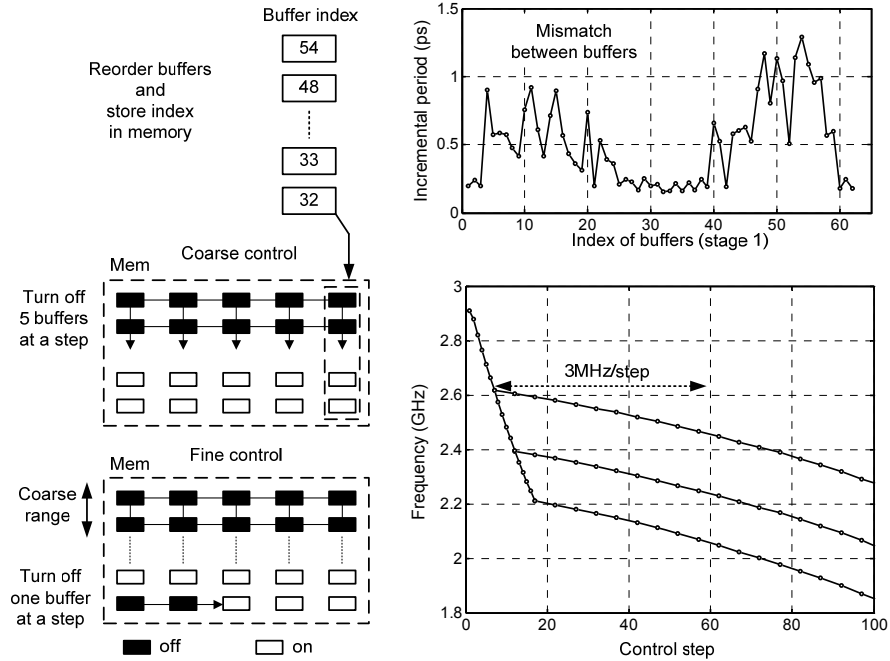 Buffer index
54
48
33
32
Reorder buffers
and
store index
in memory
Coarse control
Mem
Turn off
5 buffers
at a step
Fine control
Mem
Coarse
range
Turn off
one buffer
at a step
off
on
1.5
1
0.5
0
Incremental period (ps)
Mismatch
between buffers
0
10
20
30
40
50
60
Index of buffers (stage 1)
3
2.8
2.6
2.4
2.2
2
1.8
Frequency (GHz)
3MHz/step
0
20
40
60
80
100
Control step